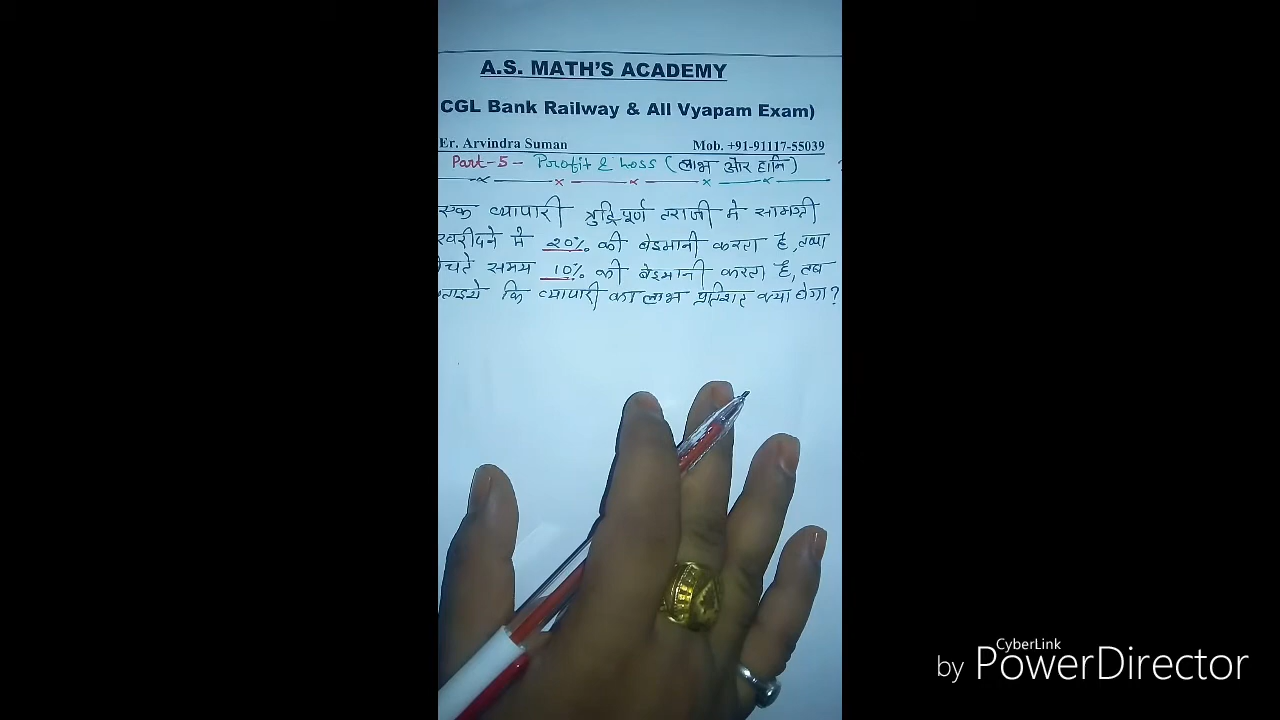 A.S. MATH'S ACADEMY
CGL Bank Railway & All Vyapam Exam)
Er. Arvindra Suman Mob. +91-91117-55039
Part-5 - Profit & Loss (लाभ और हानि)
एक व्यापारी त्रुटिपूर्ण तराजी मे सामग्री
खरीदने में 20% की बेइमानी करता है, तथा
बेचते समय 10% की बेइमानी करता है, तब
बताइये कि व्यापारी का लाभ प्रतिशत क्या होगा?
CyberLink
by PowerDirector